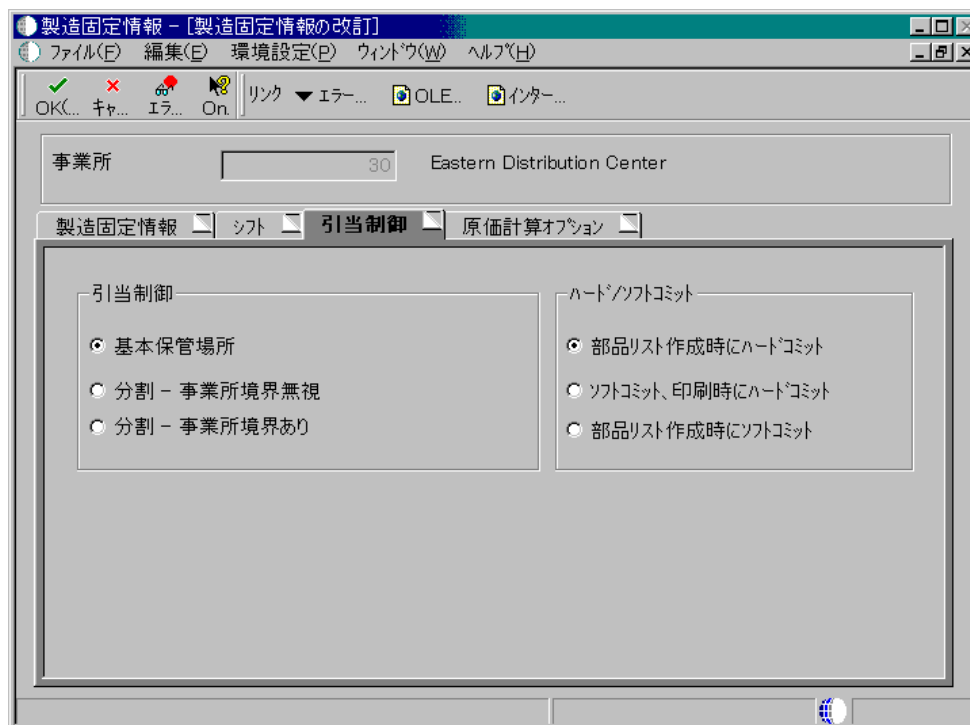 製造固定情報 - [製造固定情報の改訂]
ファイル(F) 編集(E) 環境設定(P) ウィンドウ(W) ヘルプ(H)
OK(... キャ... エラ... On. リンク ▼ エラー... OLE.. インター...
事業所 30 Eastern Distribution Center
製造固定情報 シフト 引当制御 原価計算オプション
引当制御 ハード/ソフトコミット
基本保管場所 部品リスト作成時にハードコミット
分割 - 事業所境界無視 ソフトコミット、印刷時にハードコミット
分割 - 事業所境界あり 部品リスト作成時にソフトコミット